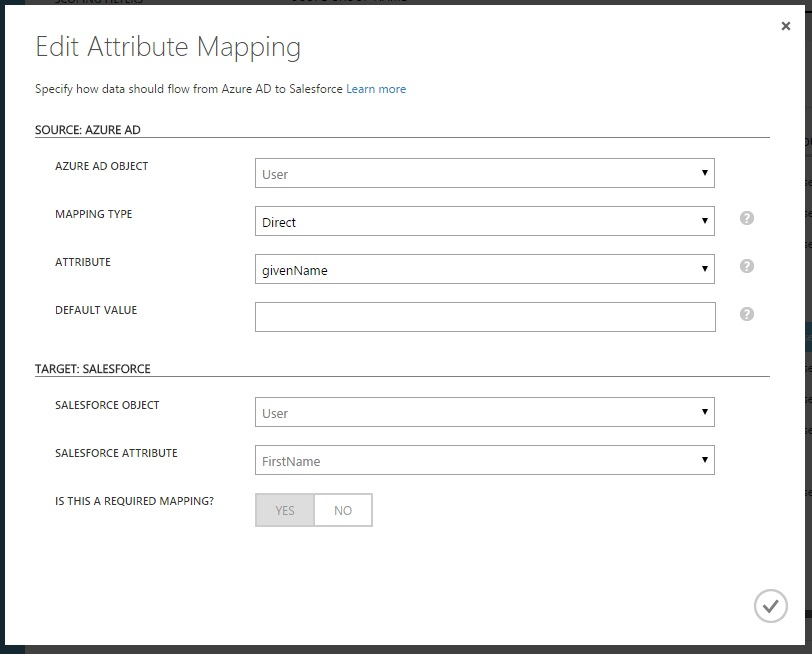 Edit Attribute Mapping
Specify how data should flow from Azure AD to Salesforce Learn more
SOURCE: AZURE AD
AZURE AD OBJECT
User
MAPPING TYPE
Direct
?
ATTRIBUTE
givenName
?
DEFAULT VALUE
?
TARGET: SALESFORCE
SALESFORCE OBJECT
User
SALESFORCE ATTRIBUTE
FirstName
IS THIS A REQUIRED MAPPING?
YES NO